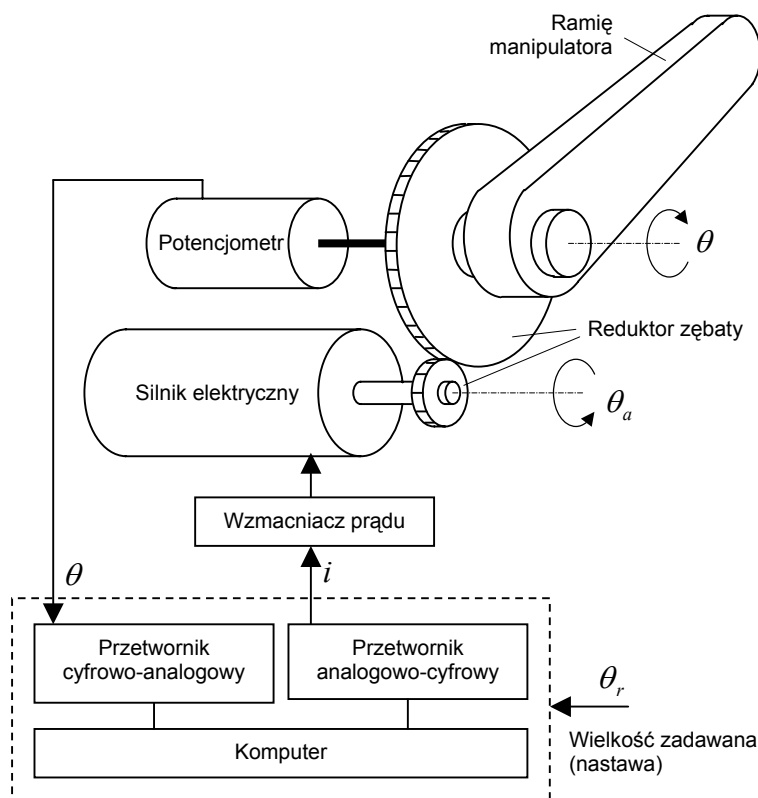 Ramię
manipulatora
Potencjometr
θ
Reduktor zębaty
Silnik elektryczny
θₐ
Wzmacniacz prądu
θ
i
Przetwornik
cyfrowo-analogowy
Przetwornik
analogowo-cyfrowy
θᵣ
Komputer
Wielkość zadawana
(nastawa)